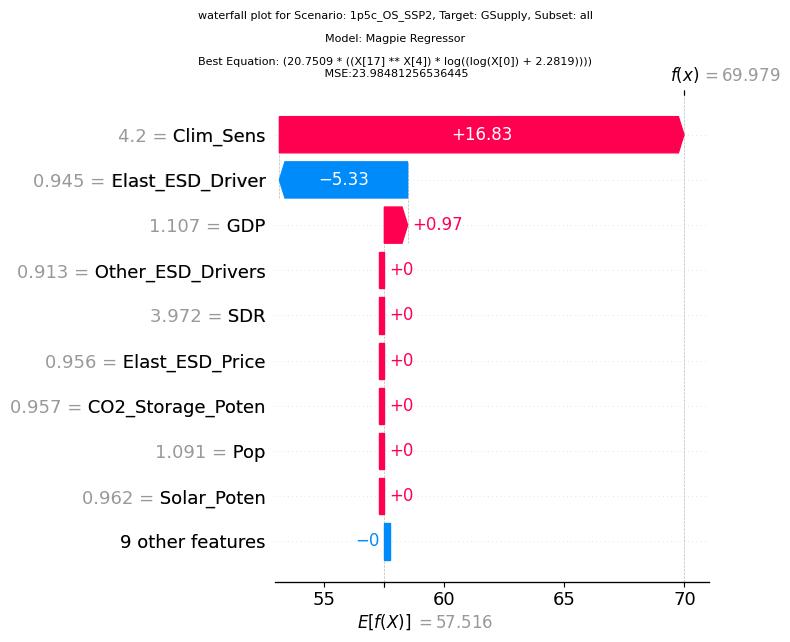 waterfall plot for Scenario: 1p5c_OS_SSP2, Target: GSupply, Subset: all
Model: Magpie Regressor
Best Equation: (20.7509 * ((X[17] ** X[4]) * log((log(X[0]) + 2.2819))))
MSE:23.98481256536445
f(x) = 69.979
4.2 = Clim_Sens
+16.83
0.945 = Elast_ESD_Driver
−5.33
1.107 = GDP
+0.97
0.913 = Other_ESD_Drivers
+0
3.972 = SDR
+0
0.956 = Elast_ESD_Price
+0
0.957 = CO2_Storage_Poten
+0
1.091 = Pop
+0
0.962 = Solar_Poten
+0
9 other features
−0
55 60 65 70
E[f(X)] = 57.516